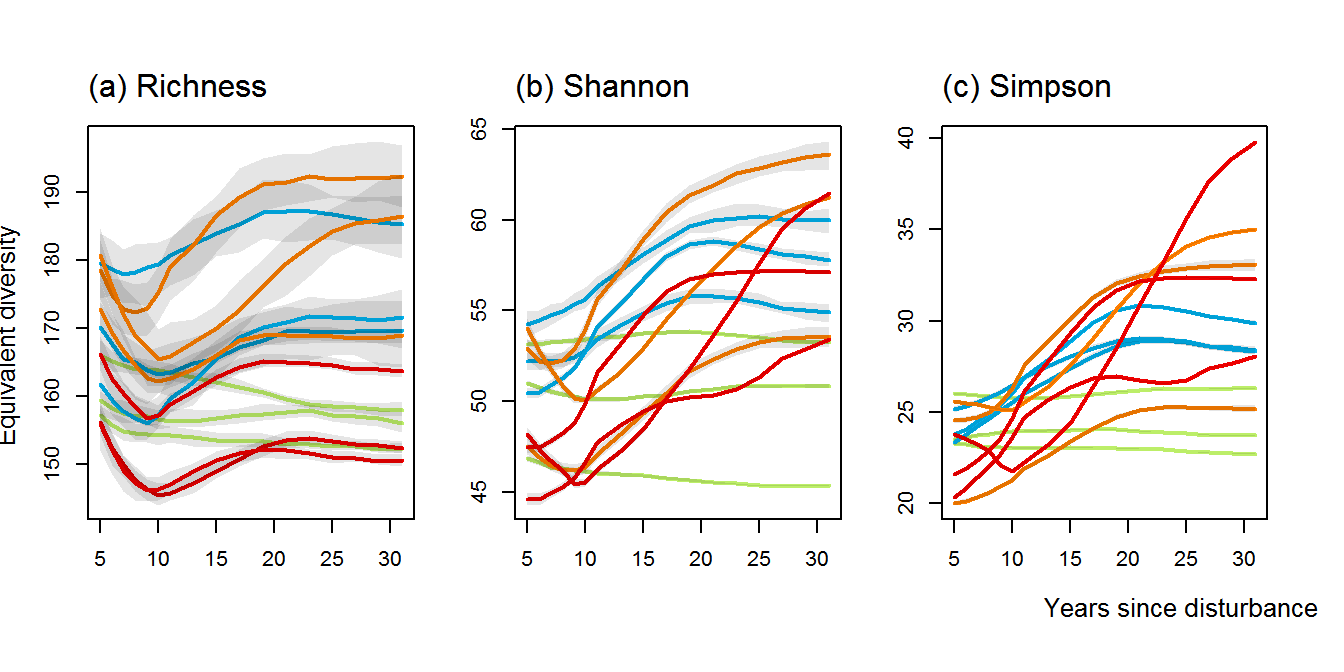 (a) Richness
(b) Shannon
(c) Simpson
Equivalent diversity
190
180
170
160
150
5 10 15 20 25 30
65
60
55
50
45
5 10 15 20 25 30
40
35
30
25
20
5 10 15 20 25 30
Years since disturbance